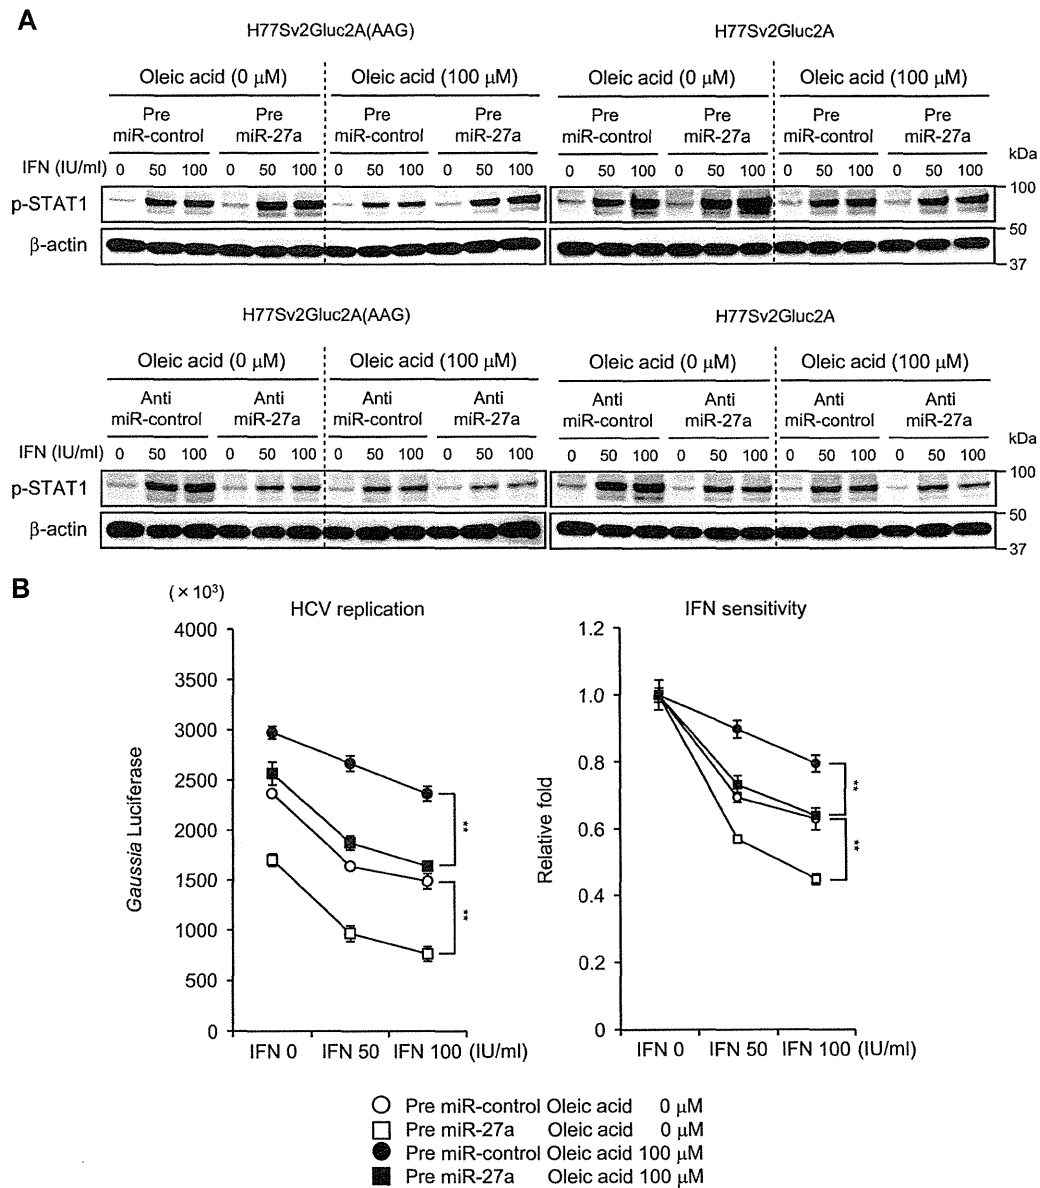 A
H77Sv2Gluc2A(AAG) H77Sv2Gluc2A
Oleic acid (0 μM) Oleic acid (100 μM) Oleic acid (0 μM) Oleic acid (100 μM)
Pre Pre Pre Pre Pre Pre Pre Pre
miR-control miR-27a miR-control miR-27a miR-control miR-27a miR-control miR-27a
kDa
IFN (IU/ml) 0 50 100 0 50 100 0 50 100 0 50 100 0 50 100 0 50 100 0 50 100 0 50 100
100
p-STAT1
50
β-actin
37
H77Sv2Gluc2A(AAG) H77Sv2Gluc2A
Oleic acid (0 μM) Oleic acid (100 μM) Oleic acid (0 μM) Oleic acid (100 μM)
Anti Anti Anti Anti Anti Anti Anti Anti
miR-control miR-27a miR-control miR-27a miR-control miR-27a miR-control miR-27a
kDa
IFN (IU/ml) 0 50 100 0 50 100 0 50 100 0 50 100 0 50 100 0 50 100 0 50 100 0 50 100
100
p-STAT1
50
β-actin
37
B
(×10³)
HCV replication
4000
3500
3000
2500
2000
1500
1000
500
0
Gaussia Luciferase
**
**
IFN 0 IFN 50 IFN 100 (IU/ml)
IFN sensitivity
1.2
1.0
0.8
0.6
0.4
0.2
0
Relative fold
**
**
IFN 0 IFN 50 IFN 100 (IU/ml)
Pre miR-control Oleic acid 0 μM
Pre miR-27a Oleic acid 0 μM
Pre miR-control Oleic acid 100 μM
Pre miR-27a Oleic acid 100 μM